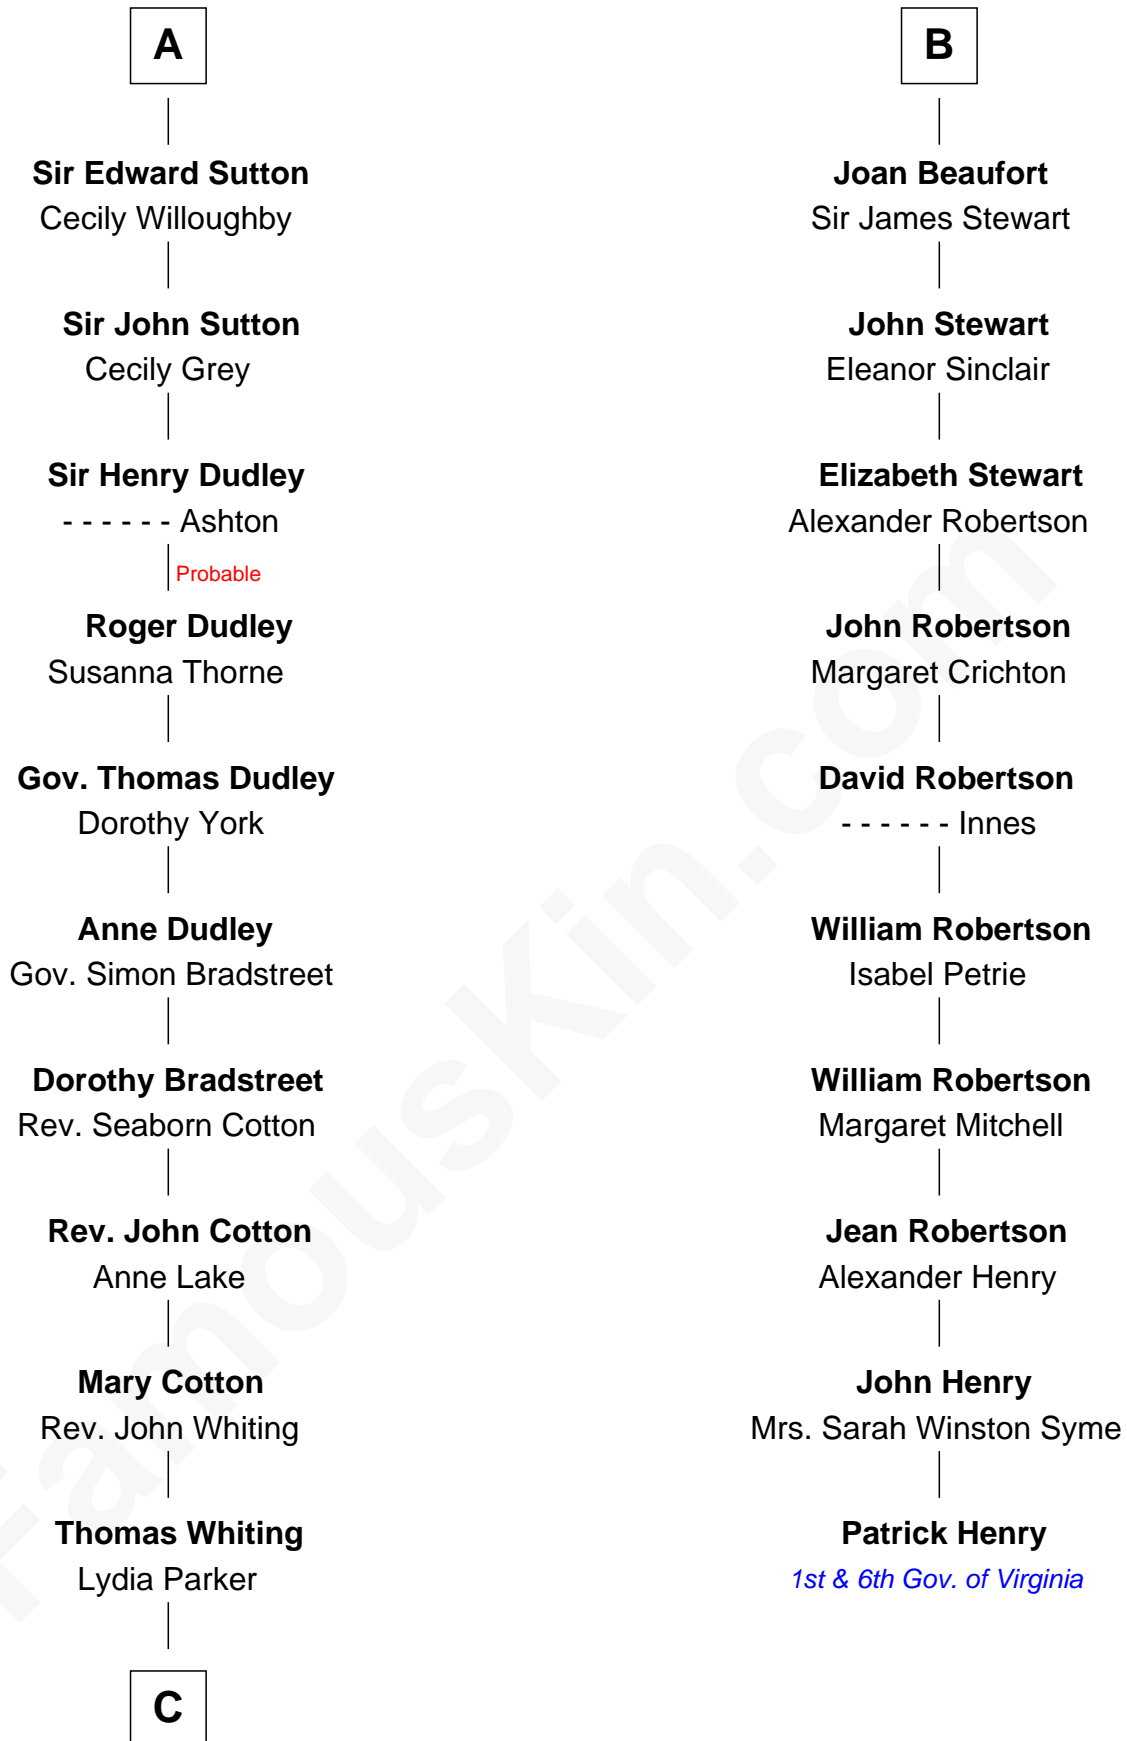 A
Sir Edward Sutton
Cecily Willoughby
Sir John Sutton
Cecily Grey
Sir Henry Dudley
- - - - - - Ashton
Probable
Roger Dudley
Susanna Thorne
Gov. Thomas Dudley
Dorothy York
Anne Dudley
Gov. Simon Bradstreet
Dorothy Bradstreet
Rev. Seaborn Cotton
Rev. John Cotton
Anne Lake
Mary Cotton
Rev. John Whiting
Thomas Whiting
Lydia Parker
C
B
Joan Beaufort
Sir James Stewart
John Stewart
Eleanor Sinclair
Elizabeth Stewart
Alexander Robertson
John Robertson
Margaret Crichton
David Robertson
- - - - - - Innes
William Robertson
Isabel Petrie
William Robertson
Margaret Mitchell
Jean Robertson
Alexander Henry
John Henry
Mrs. Sarah Winston Syme
Patrick Henry
1st & 6th Gov. of Virginia
FamousKin.com